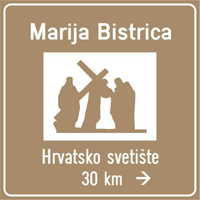 Marija Bistrica
Hrvatsko svetište
30 km →